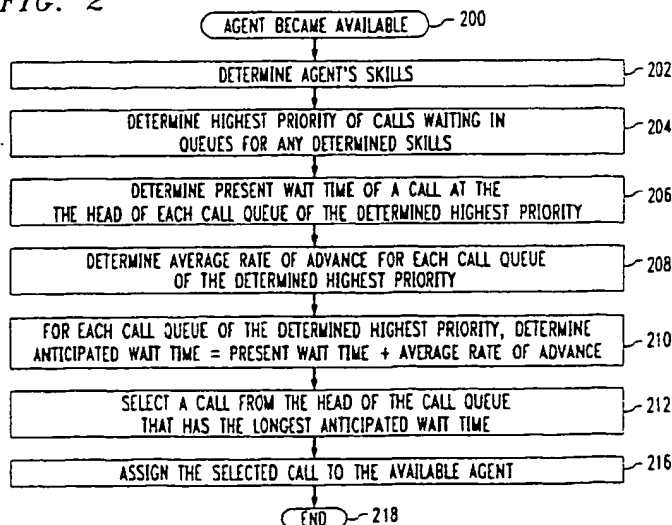 FIG. 2
AGENT BECAME AVAILABLE
200
DETERMINE AGENT'S SKILLS
202
DETERMINE HIGHEST PRIORITY OF CALLS WAITING IN
QUEUES FOR ANY DETERMINED SKILLS
204
DETERMINE PRESENT WAIT TIME OF A CALL AT THE
THE HEAD OF EACH CALL QUEUE OF THE DETERMINED HIGHEST PRIORITY
206
DETERMINE AVERAGE RATE OF ADVANCE FOR EACH CALL QUEUE
OF THE DETERMINED HIGHEST PRIORITY
208
FOR EACH CALL QUEUE OF THE DETERMINED HIGHEST PRIORITY, DETERMINE
ANTICIPATED WAIT TIME = PRESENT WAIT TIME + AVERAGE RATE OF ADVANCE
210
SELECT A CALL FROM THE HEAD OF THE CALL QUEUE
THAT HAS THE LONGEST ANTICIPATED WAIT TIME
212
ASSIGN THE SELECTED CALL TO THE AVAILABLE AGENT
216
END
218